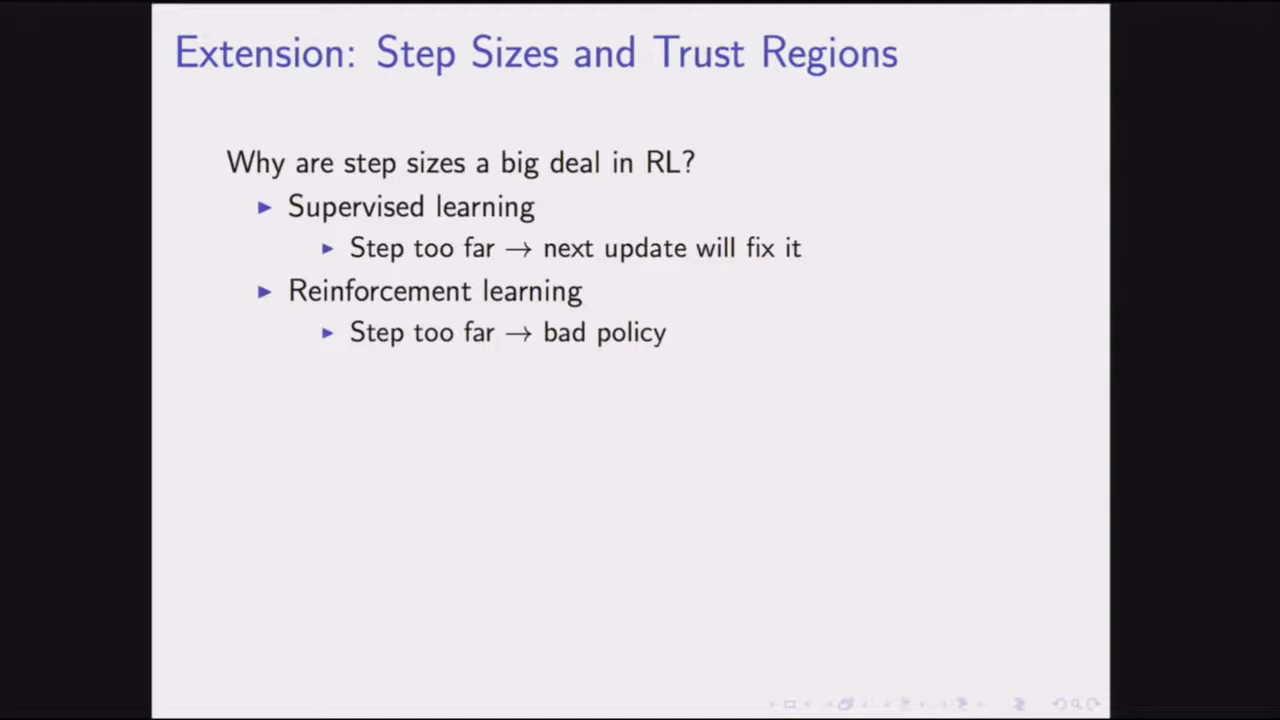 Extension: Step Sizes and Trust Regions
Why are step sizes a big deal in RL?
▶ Supervised learning
▶ Step too far → next update will fix it
▶ Reinforcement learning
▶ Step too far → bad policy